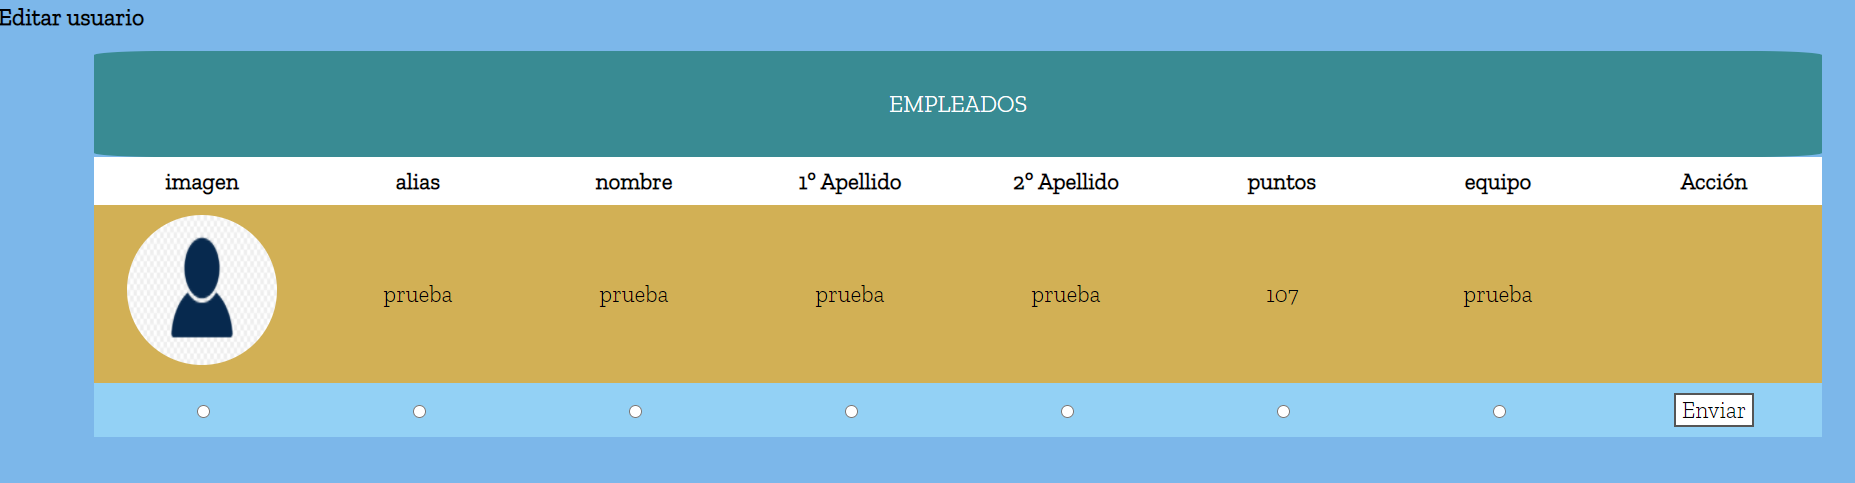 Editar usuario
EMPLEADOS
imagen alias nombre 1º Apellido 2º Apellido puntos equipo Acción
prueba prueba prueba prueba 107 prueba
Enviar